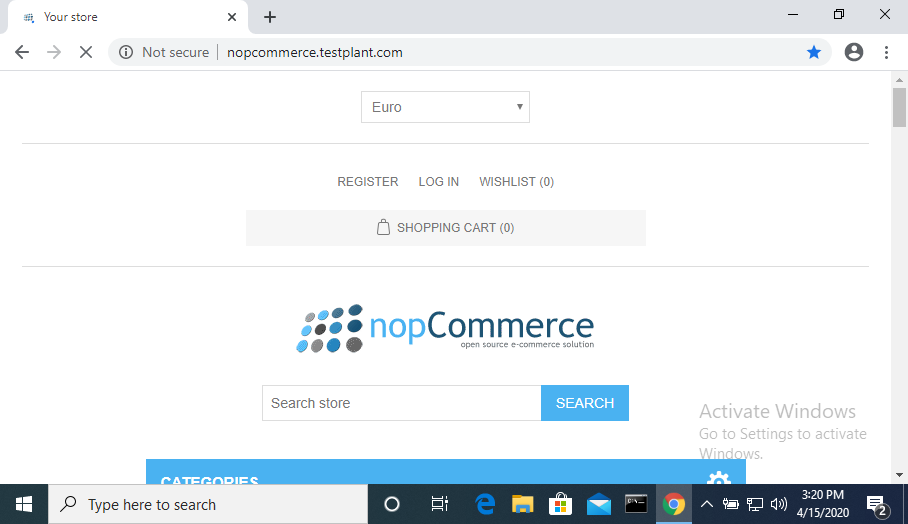 Your store
Not secure nopcommerce.testplant.com
Euro
REGISTER LOG IN WISHLIST (0)
SHOPPING CART (0)
nopCommerce
open source e-commerce solution
Search store SEARCH
Activate Windows
Go to Settings to activate
Windows.
CATEGORIES
Type here to search
3:20 PM
4/15/2020
2